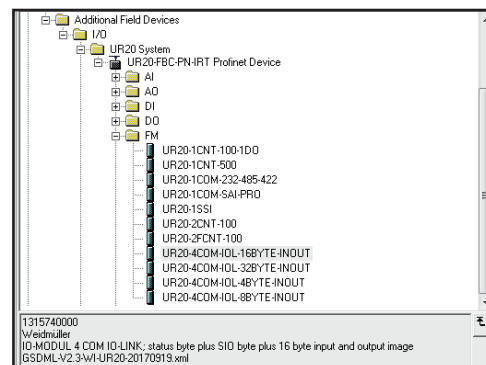 Additional Field Devices
I/O
UR20 System
UR20-FBC-PN-IRT Profinet Device
AI
AO
DI
DO
FM
UR20-1CNT-100-1DO
UR20-1CNT-500
UR20-1COM-232-485-422
UR20-1COM-SAI-PRO
UR20-1SSI
UR20-2CNT-100
UR20-2FCNT-100
UR20-4COM-IOL-16BYTE-INOUT
UR20-4COM-IOL-32BYTE-INOUT
UR20-4COM-IOL-4BYTE-INOUT
UR20-4COM-IOL-8BYTE-INOUT
1315740000
Weidmüller
IO-MODUL 4 COM IO-LINK; status byte plus SIO byte plus 16 byte input and output image
GSDML-V2.3-WI-UR20-20170919.xml